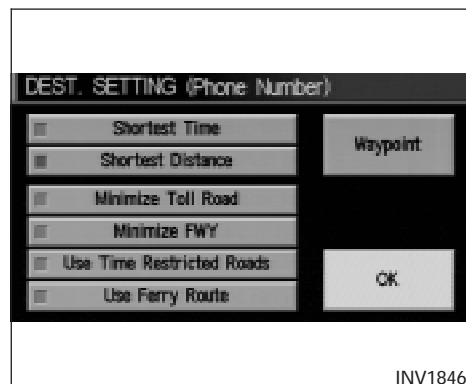 DEST. SETTING (Phone Number)
Shortest Time
Shortest Distance
Waypoint
Minimize Toll Road
Minimize FWY
Use Time Restricted Roads
Use Ferry Route
OK
INV1846